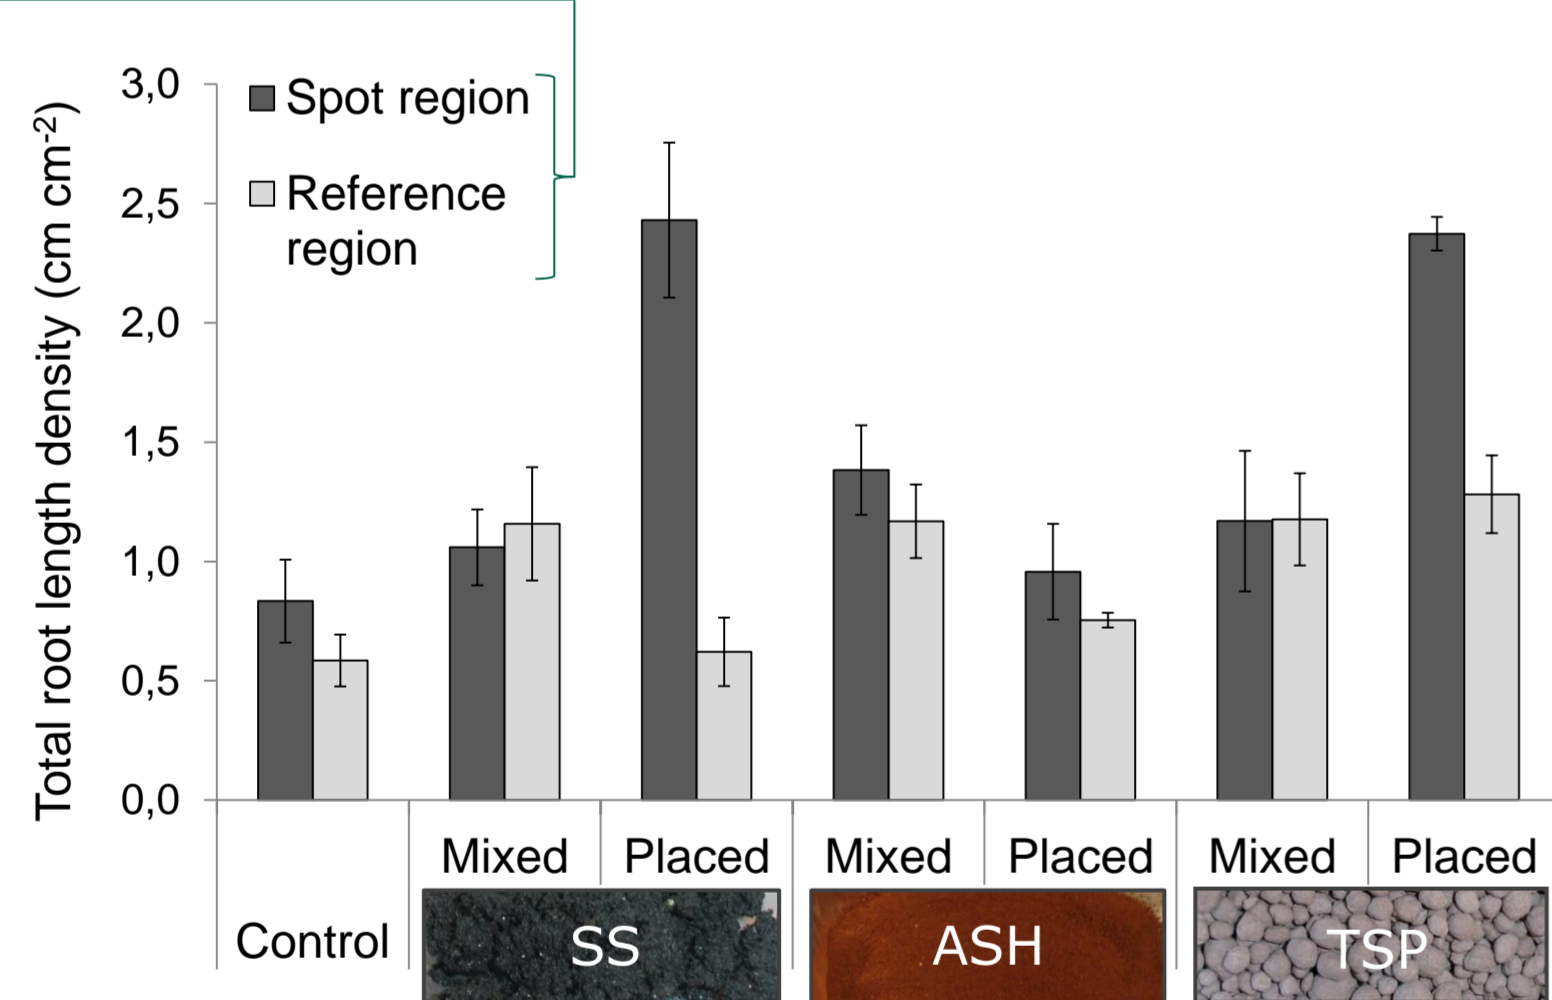 Total root length density (cm cm-2)
3,0
2,5
2,0
1,5
1,0
0,5
0,0
Spot region
Reference
region
Mixed Placed Mixed Placed Mixed Placed
Control SS ASH TSP